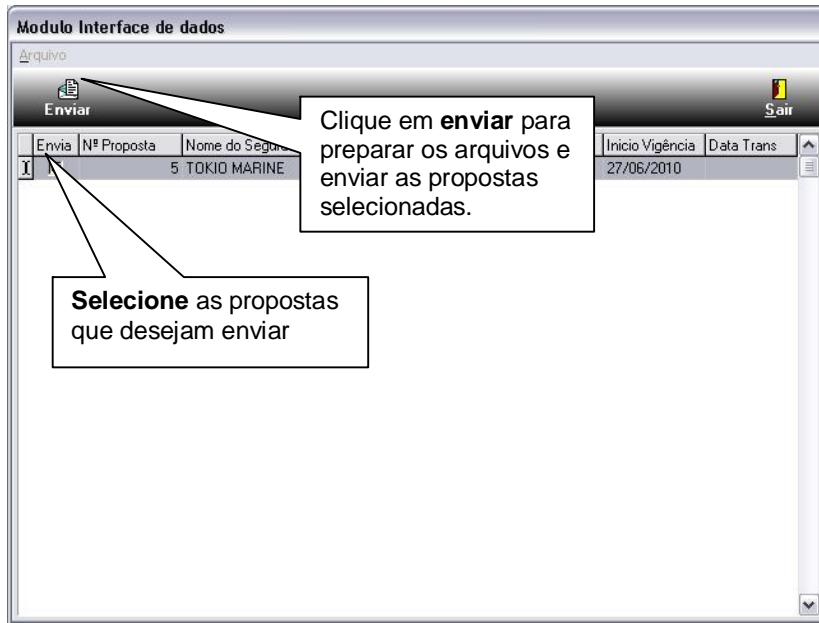 Modulo Interface de dados
Arquivo
Enviar
Sair
Clique em enviar para
preparar os arquivos e
enviar as propostas
selecionadas.
Envia Nº Proposta Nome do Segura Inicio Vigência Data Trans
5 TOKIO MARINE 27/06/2010
Selecione as propostas
que desejam enviar